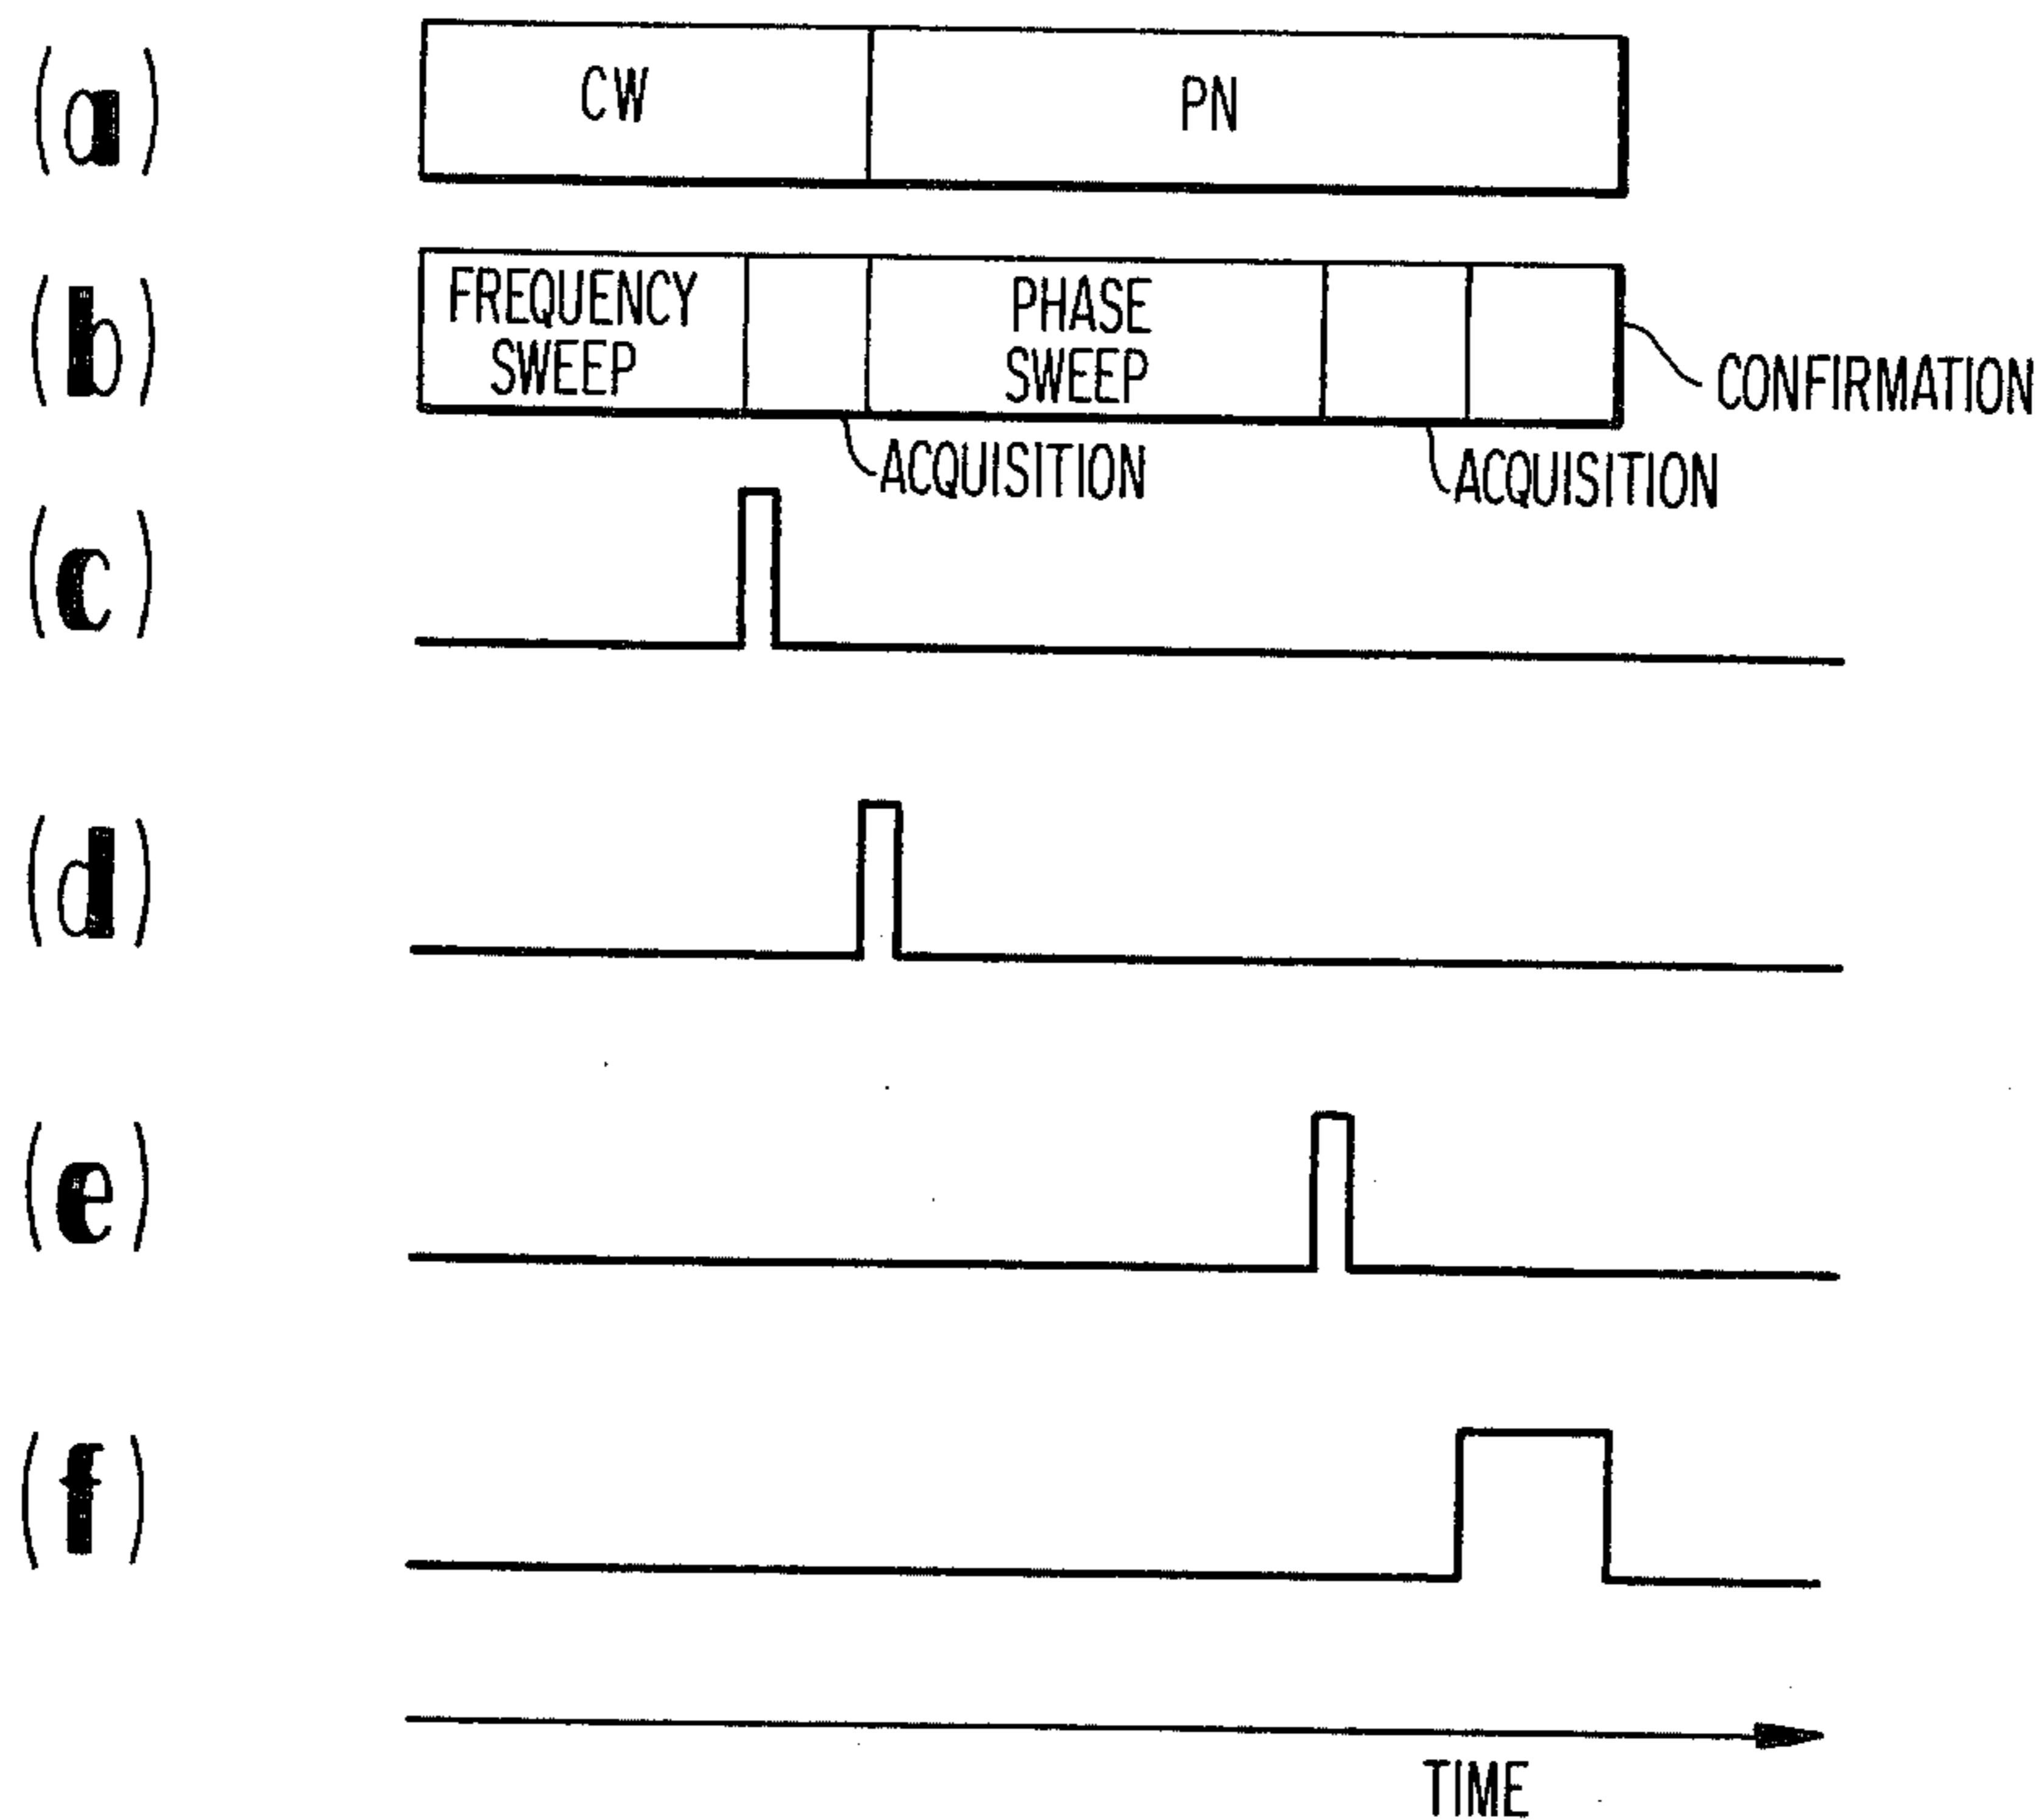 (a)
CW
PN
(b)
FREQUENCY
SWEEP
PHASE
SWEEP
CONFIRMATION
ACQUISITION
ACQUISITION
(c)
(d)
(e)
(f)
TIME